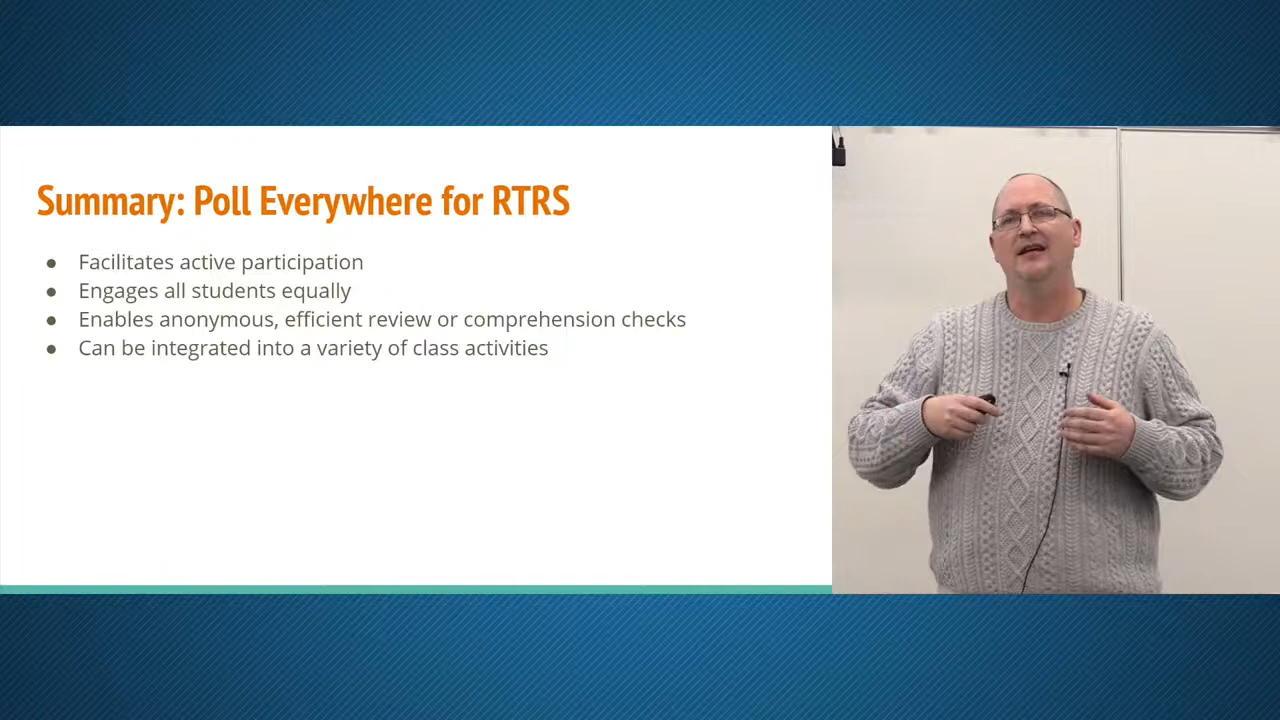 Summary: Poll Everywhere for RTRS
● Facilitates active participation
● Engages all students equally
● Enables anonymous, efficient review or comprehension checks
● Can be integrated into a variety of class activities